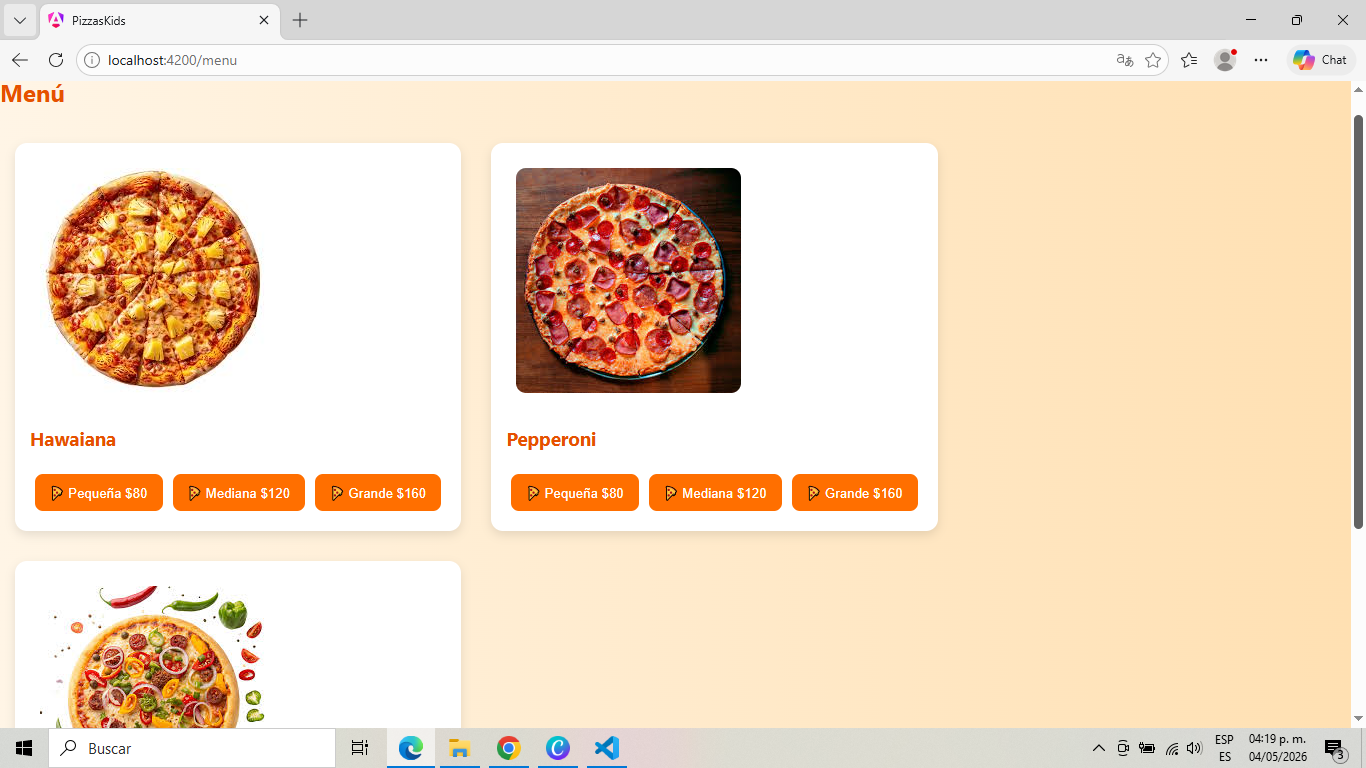 PizzasKids
localhost:4200/menu
Chat
Menú
Hawaiana
Pequeña $80
Mediana $120
Grande $160
Pepperoni
Pequeña $80
Mediana $120
Grande $160
Buscar
ESP
ES
04:19 p. m.
04/05/2026
3